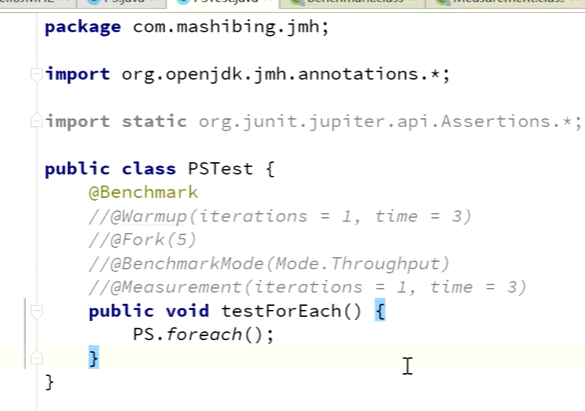 package com.mashibing.jmh;
import org.openjdk.jmh.annotations.*;
import static org.junit.jupiter.api.Assertions.*;
public class PSTest {
@Benchmark
//@Warmup(iterations = 1, time = 3)
//@Fork(5)
//@BenchmarkMode(Mode.Throughput)
//@Measurement(iterations = 1, time = 3)
public void testForEach() {
PS.foreach();
}
}